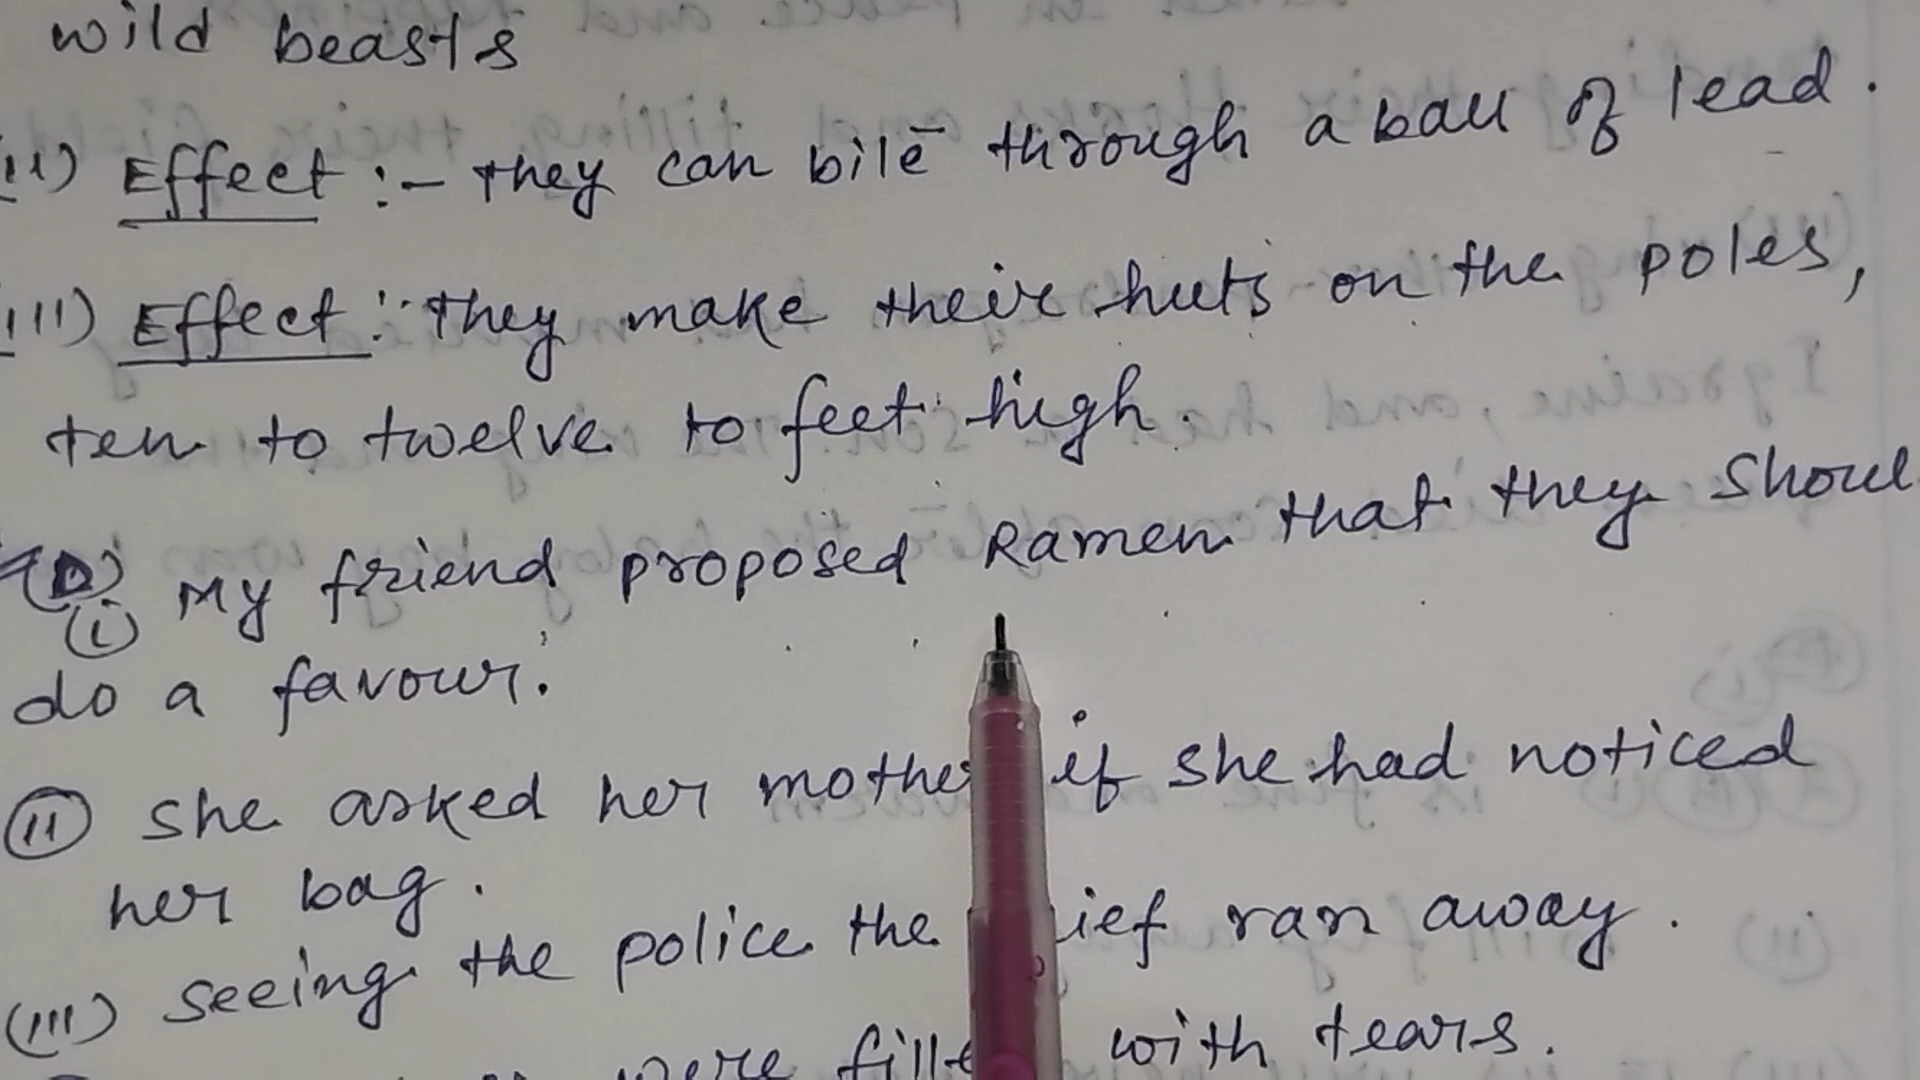 wild beasts
(ii) Effect :- They can bite through a ball of lead.
(iii) Effect :- They make their huts on the poles,
ten to twelve to feet high.
(D)
(i) My friend proposed Ramen that they shoul
do a favour.
(ii) She asked her mother if she had noticed
her bag.
(iii) Seeing the police the ief ran away.
were fille with tears.